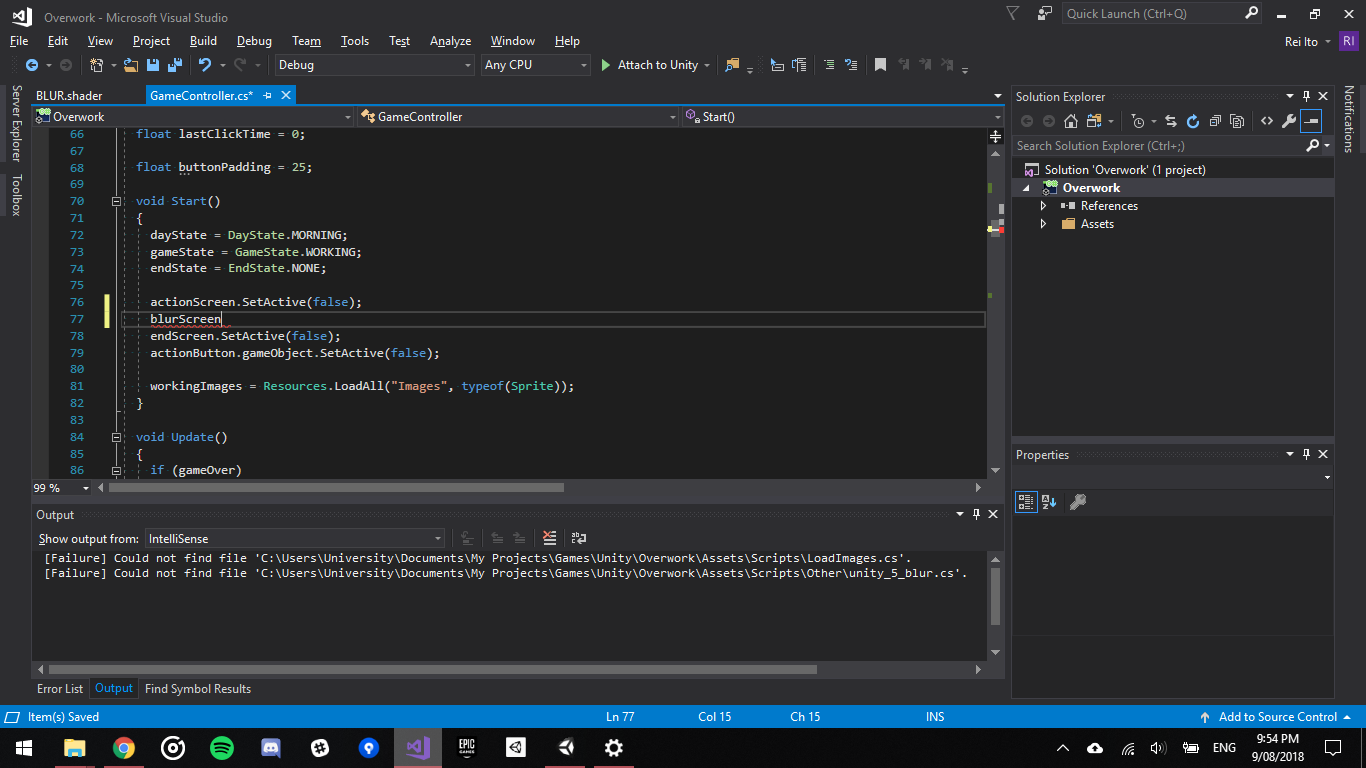 Overwork - Microsoft Visual Studio
Quick Launch (Ctrl+Q)
File Edit View Project Build Debug Team Tools Test Analyze Window Help
Rei Ito RI
Debug Any CPU Attach to Unity
Server Explorer
Toolbox
BLUR.shader GameController.cs*
Overwork GameController Start()
66 float lastClickTime = 0;
67
68 float buttonPadding = 25;
69
70 void Start()
71 {
72 dayState = DayState.MORNING;
73 gameState = GameState.WORKING;
74 endState = EndState.NONE;
75
76 actionScreen.SetActive(false);
77 blurScreen
78 endScreen.SetActive(false);
79 actionButton.gameObject.SetActive(false);
80
81 workingImages = Resources.LoadAll("Images", typeof(Sprite));
82 }
83
84 void Update()
85 {
86 if (gameOver)
99 %
Output
Show output from: IntelliSense
[Failure] Could not find file 'C:\Users\University\Documents\My Projects\Games\Unity\Overwork\Assets\Scripts\LoadImages.cs'.
[Failure] Could not find file 'C:\Users\University\Documents\My Projects\Games\Unity\Overwork\Assets\Scripts\Other\unity_5_blur.cs'.
Error List Output Find Symbol Results
Solution Explorer
Search Solution Explorer (Ctrl+;)
Solution 'Overwork' (1 project)
Overwork
References
Assets
Properties
Notifications
Item(s) Saved Ln 77 Col 15 Ch 15 INS Add to Source Control
EPIC
GAMES
ENG
9:54 PM
9/08/2018